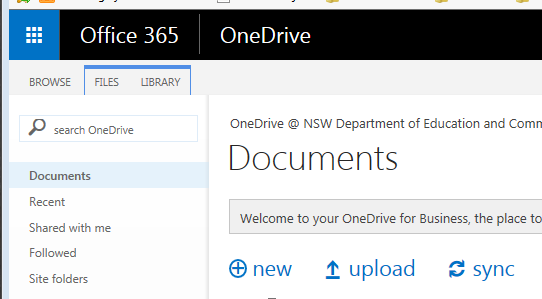 Office 365 OneDrive
BROWSE FILES LIBRARY
search OneDrive
OneDrive @ NSW Department of Education and Comm
Documents
Documents
Recent
Shared with me
Followed
Site folders
Welcome to your OneDrive for Business, the place to
new upload sync